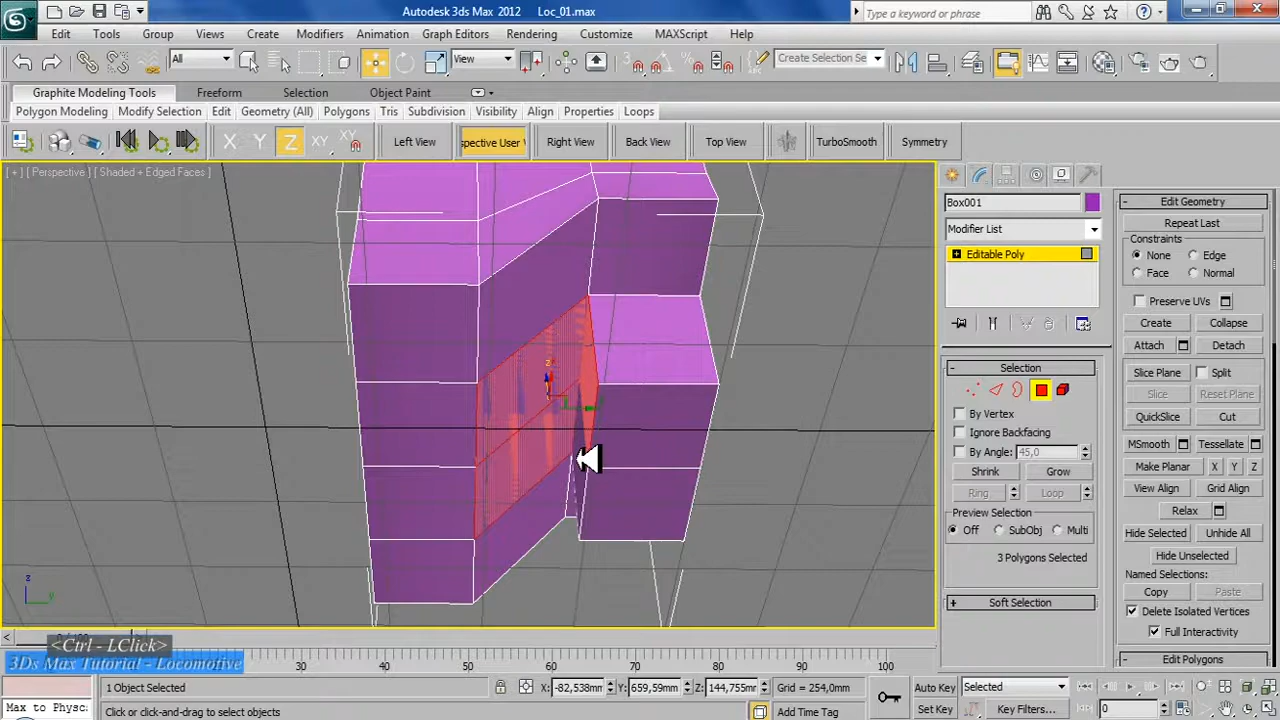 Autodesk 3ds Max 2012 Loc_01.max
Type a keyword or phrase
Edit Tools Group Views Create Modifiers Animation Graph Editors Rendering Customize MAXScript Help
All View Create Selection Se
Graphite Modeling Tools Freeform Selection Object Paint
Polygon Modeling Modify Selection Edit Geometry (All) Polygons Tris Subdivision Visibility Align Properties Loops
X Y Z XY XY Left View spective User V Right View Back View Top View TurboSmooth Symmetry
[ + ] [ Perspective ] [ Shaded + Edged Faces ]
Box001
Modifier List
Editable Poly
Selection
By Vertex
Ignore Backfacing
By Angle: 45,0
Shrink Grow
Ring Loop
Preview Selection
Off SubObj Multi
3 Polygons Selected
Soft Selection
Edit Geometry
Repeat Last
Constraints
None Edge
Face Normal
Preserve UVs
Create Collapse
Attach Detach
Slice Plane Split
Slice Reset Plane
QuickSlice Cut
MSmooth Tessellate
Make Planar X Y Z
View Align Grid Align
Relax
Hide Selected Unhide All
Hide Unselected
Named Selections:
Copy Paste
Delete Isolated Vertices
Full Interactivity
Edit Polygons
z
z y
<Ctrl - LClick>
3Ds Max Tutorial - Locomotive
30 40 50 60 70 80 90 100
1 Object Selected X: -82,538mm Y: 659,59mm Z: 144,755mm Grid = 254,0mm Auto Key Selected
Max to Physc Click or click-and-drag to select objects Add Time Tag Set Key Key Filters... 0